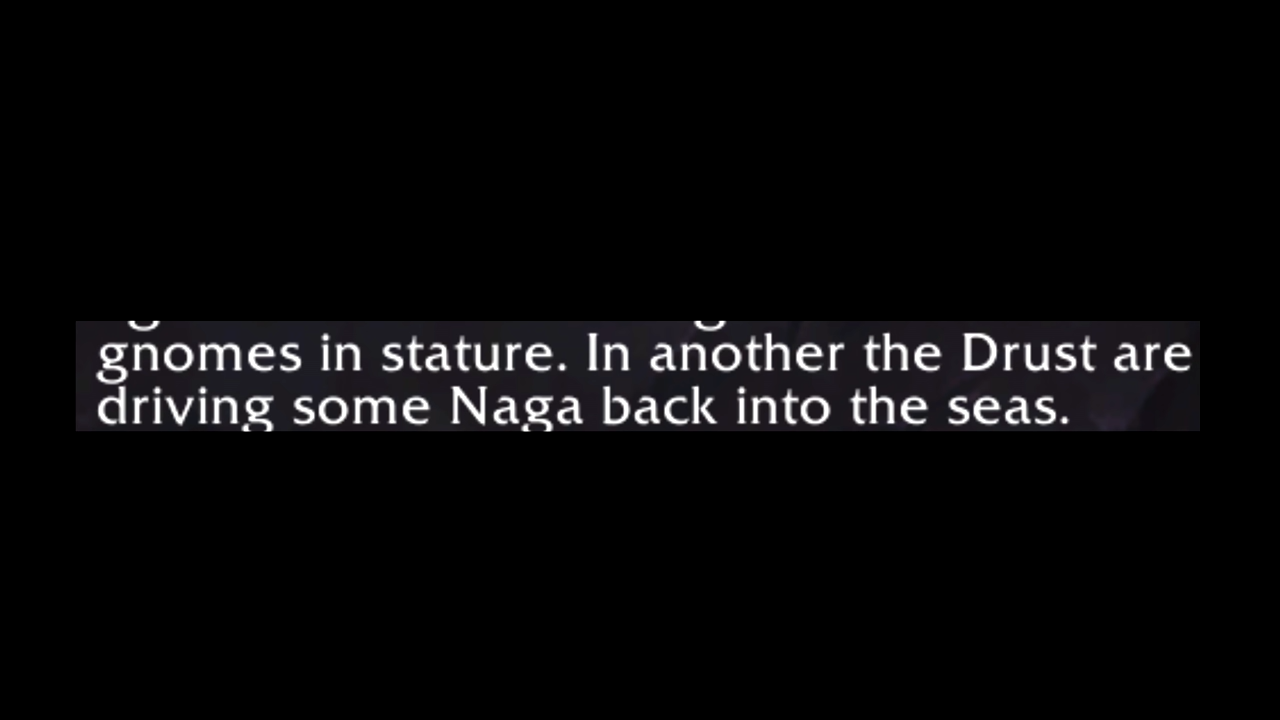 gnomes in stature. In another the Drust are
driving some Naga back into the seas.